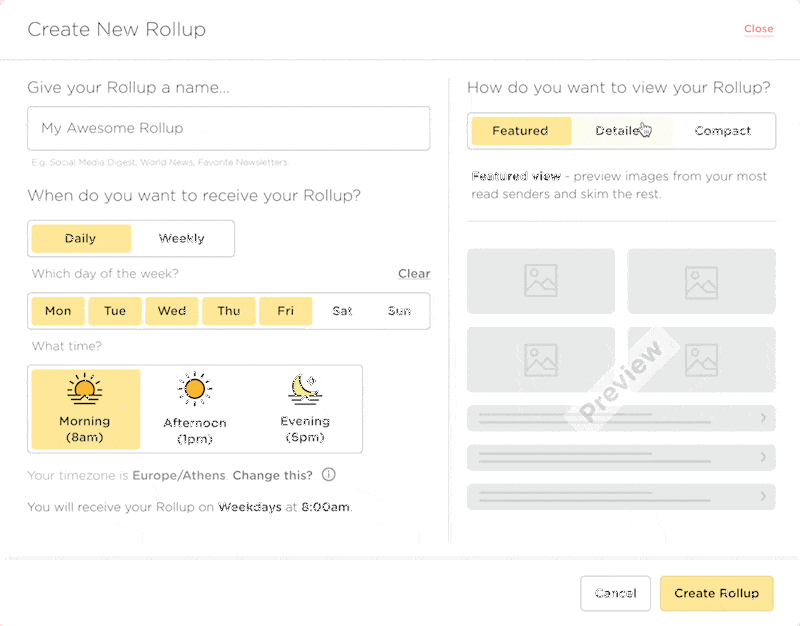 Create New Rollup
Close
Give your Rollup a name...
My Awesome Rollup
E.g. Social Media Digest, World News, Favorite Newsletters.
When do you want to receive your Rollup?
Daily Weekly
Which day of the week? Clear
Mon Tue Wed Thu Fri Sat Sun
What time?
Morning Afternoon Evening
(8am) (1pm) (6pm)
Your timezone is Europe/Athens. Change this?
You will receive your Rollup on Weekdays at 8:00am.
How do you want to view your Rollup?
Featured Detailed Compact
Featured view - preview images from your most
read senders and skim the rest.
Preview
Cancel Create Rollup